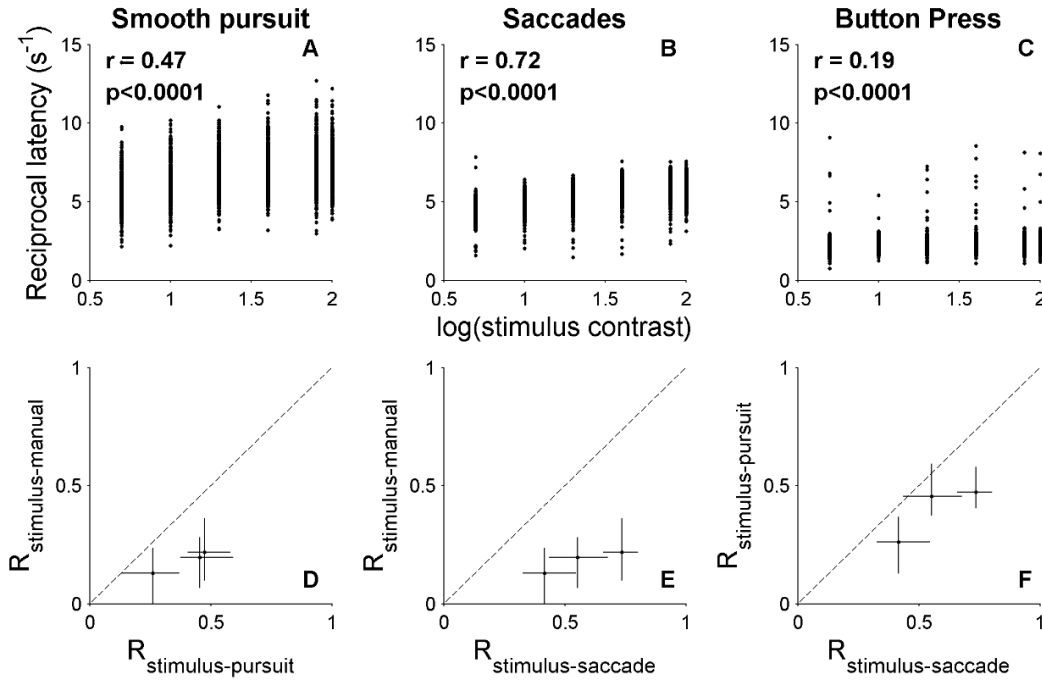 Smooth pursuit
Saccades
Button Press
Reciprocal latency (s-1)
15
10
5
0
0.5
1
1.5
2
r = 0.47
p<0.0001
A
15
10
5
0
0.5
1
1.5
2
r = 0.72
p<0.0001
B
15
10
5
0
0.5
1
1.5
2
r = 0.19
p<0.0001
C
log(stimulus contrast)
Rstimulus-manual
1
0.5
0
0
0.5
1
D
Rstimulus-pursuit
Rstimulus-manual
1
0.5
0
0
0.5
1
E
Rstimulus-saccade
Rstimulus-pursuit
1
0.5
0
0
0.5
1
F
Rstimulus-saccade